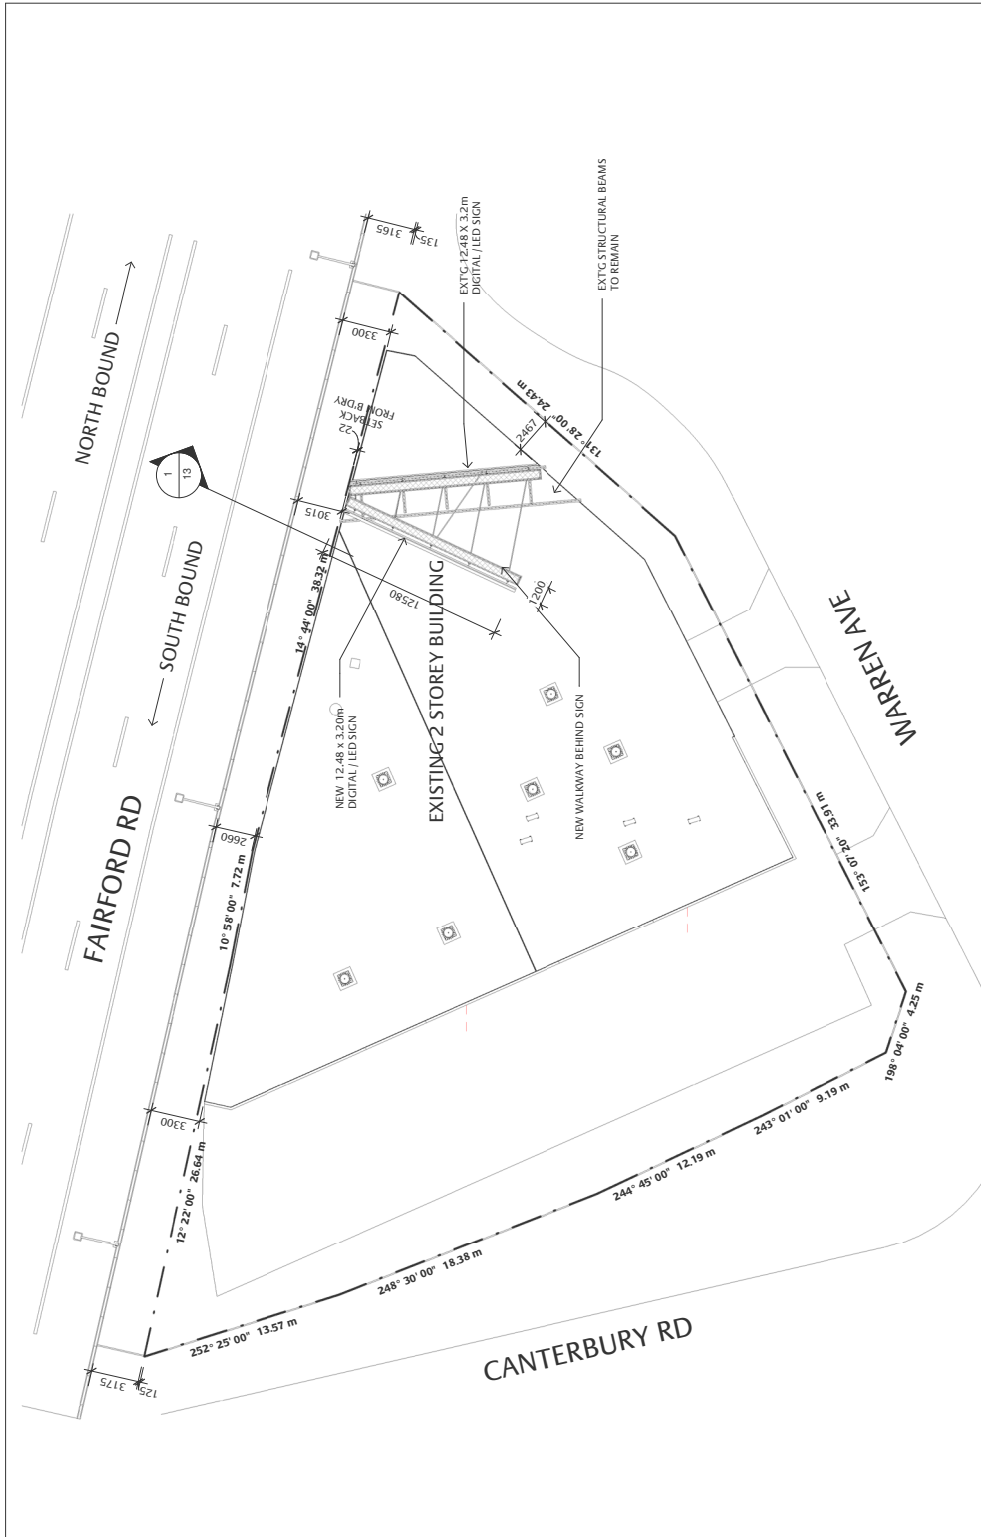 3165
135
EXT'G 12.48 X 3.2m
DIGITAL / LED SIGN
EXT'G STRUCTURAL BEAMS
TO REMAIN
NORTH BOUND
3300
22
SETBACK
FROM B'DRY
1
13
2467
131° 28' 00" 24.43 m
3015
SOUTH BOUND
14° 44' 00" 38.32 m
12580
1200
EXISTING 2 STOREY BUILDING
WARREN AVE
NEW 12.48 x 3.20m
DIGITAL / LED SIGN
NEW WALKWAY BEHIND SIGN
FAIRFORD RD
2660
10° 58' 00" 7.72 m
153° 07' 20" 33.91 m
198° 04' 00" 4.25 m
3300
12° 22' 00" 26.64 m
243° 01' 00" 9.19 m
244° 45' 00" 12.19 m
248° 30' 00" 18.38 m
252° 25' 00" 13.57 m
CANTERBURY RD
3175
125